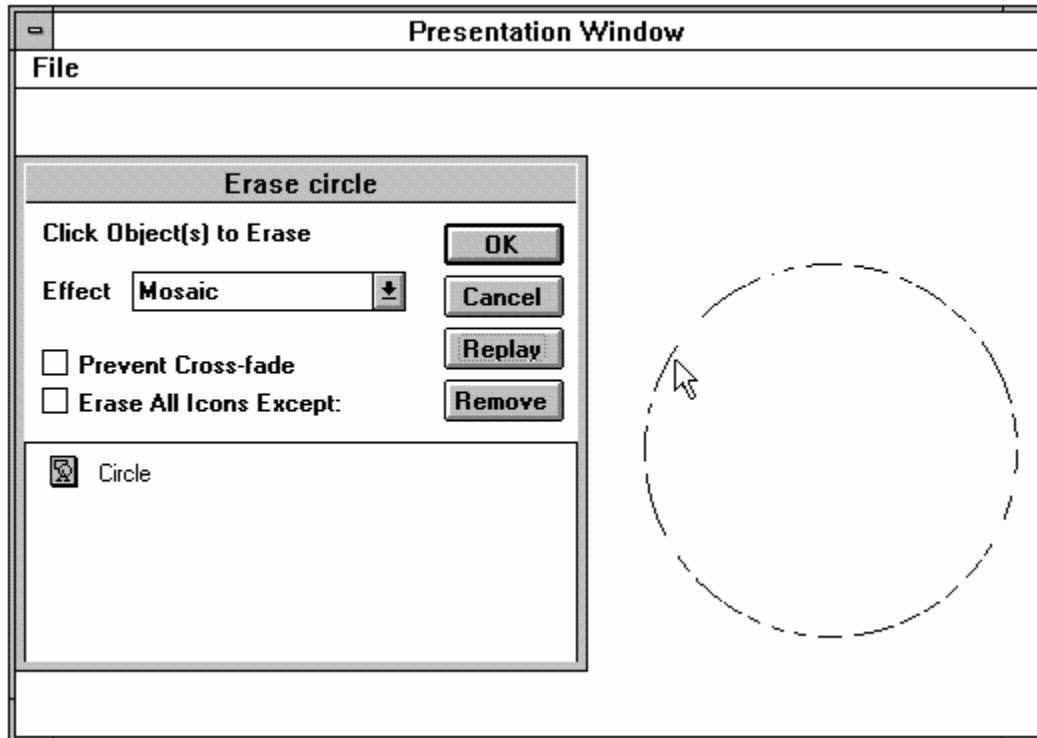 Presentation Window
File
Erase circle
Click Object(s) to Erase
OK
Effect Mosaic
Cancel
Replay
Prevent Cross-fade
Erase All Icons Except:
Remove
Circle